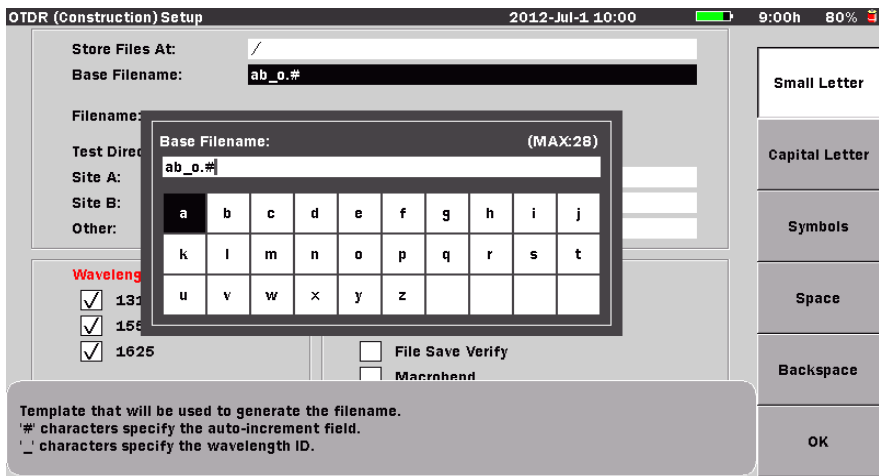 OTDR (Construction) Setup 2012-Jul-1 10:00 9:00h 80%
Store Files At: /
Base Filename: ab_o.#
Filename:
Test Direc
Site A:
Site B:
Other:
Base Filename: (MAX:28)
ab_o.#
a b c d e f g h i j
k l m n o p q r s t
u v w x y z
Waveleng
131
155
1625
File Save Verify
Macrobend
Template that will be used to generate the filename.
'#' characters specify the auto-increment field.
'_' characters specify the wavelength ID.
Small Letter
Capital Letter
Symbols
Space
Backspace
OK